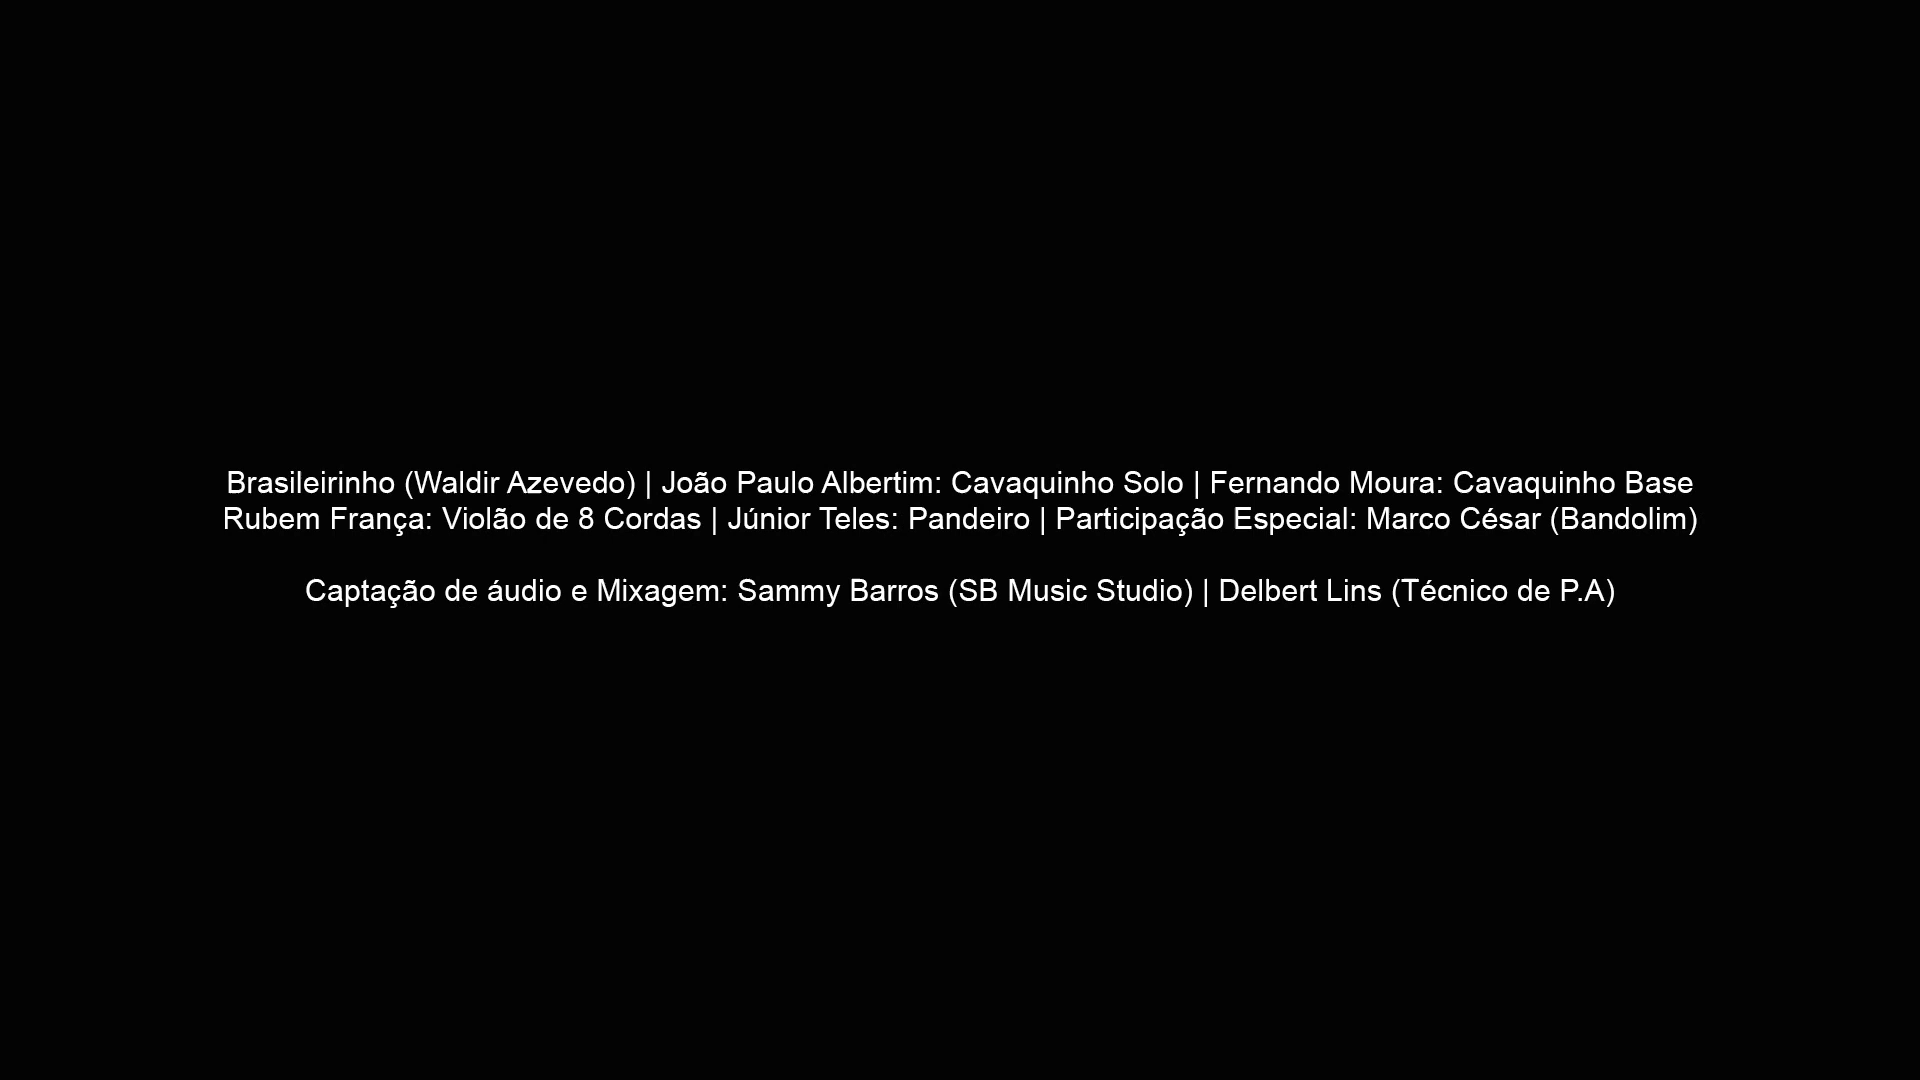 Brasileirinho (Waldir Azevedo) | João Paulo Albertim: Cavaquinho Solo | Fernando Moura: Cavaquinho Base
Rubem França: Violão de 8 Cordas | Júnior Teles: Pandeiro | Participação Especial: Marco César (Bandolim)
Captação de áudio e Mixagem: Sammy Barros (SB Music Studio) | Delbert Lins (Técnico de P.A)